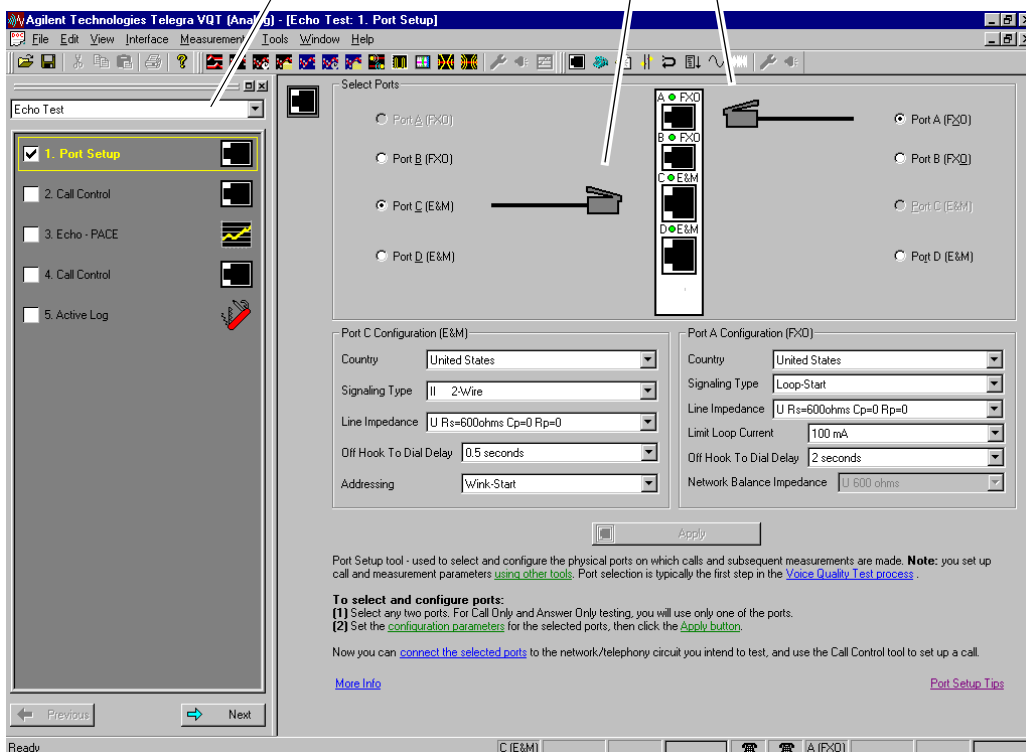 Agilent Technologies Telegra VQT (Analog) - [Echo Test: 1. Port Setup]
File Edit View Interface Measurement Tools Window Help
Echo Test
1. Port Setup
2. Call Control
3. Echo - PACE
4. Call Control
5. Active Log
Previous
Next
Select Ports
Port A (FXO)
Port B (FXO)
Port C (E&M)
Port D (E&M)
A FXO
B FXO
C E&M
D E&M
Port A (FXO)
Port B (FXO)
Port C (E&M)
Port D (E&M)
Port C Configuration (E&M)
Country United States
Signaling Type II 2-Wire
Line Impedance U Rs=600ohms Cp=0 Rp=0
Off Hook To Dial Delay 0.5 seconds
Addressing Wink-Start
Port A Configuration (FXO)
Country United States
Signaling Type Loop-Start
Line Impedance U Rs=600ohms Cp=0 Rp=0
Limit Loop Current 100 mA
Off Hook To Dial Delay 2 seconds
Network Balance Impedance U 600 ohms
Apply
Port Setup tool - used to select and configure the physical ports on which calls and subsequent measurements are made. Note: you set up
call and measurement parameters using other tools. Port selection is typically the first step in the Voice Quality Test process .
To select and configure ports:
(1) Select any two ports. For Call Only and Answer Only testing, you will use only one of the ports.
(2) Set the configuration parameters for the selected ports, then click the Apply button.
Now you can connect the selected ports to the network/telephony circuit you intend to test, and use the Call Control tool to set up a call.
More Info
Port Setup Tips
Ready
C (E&M)
A (FXO)